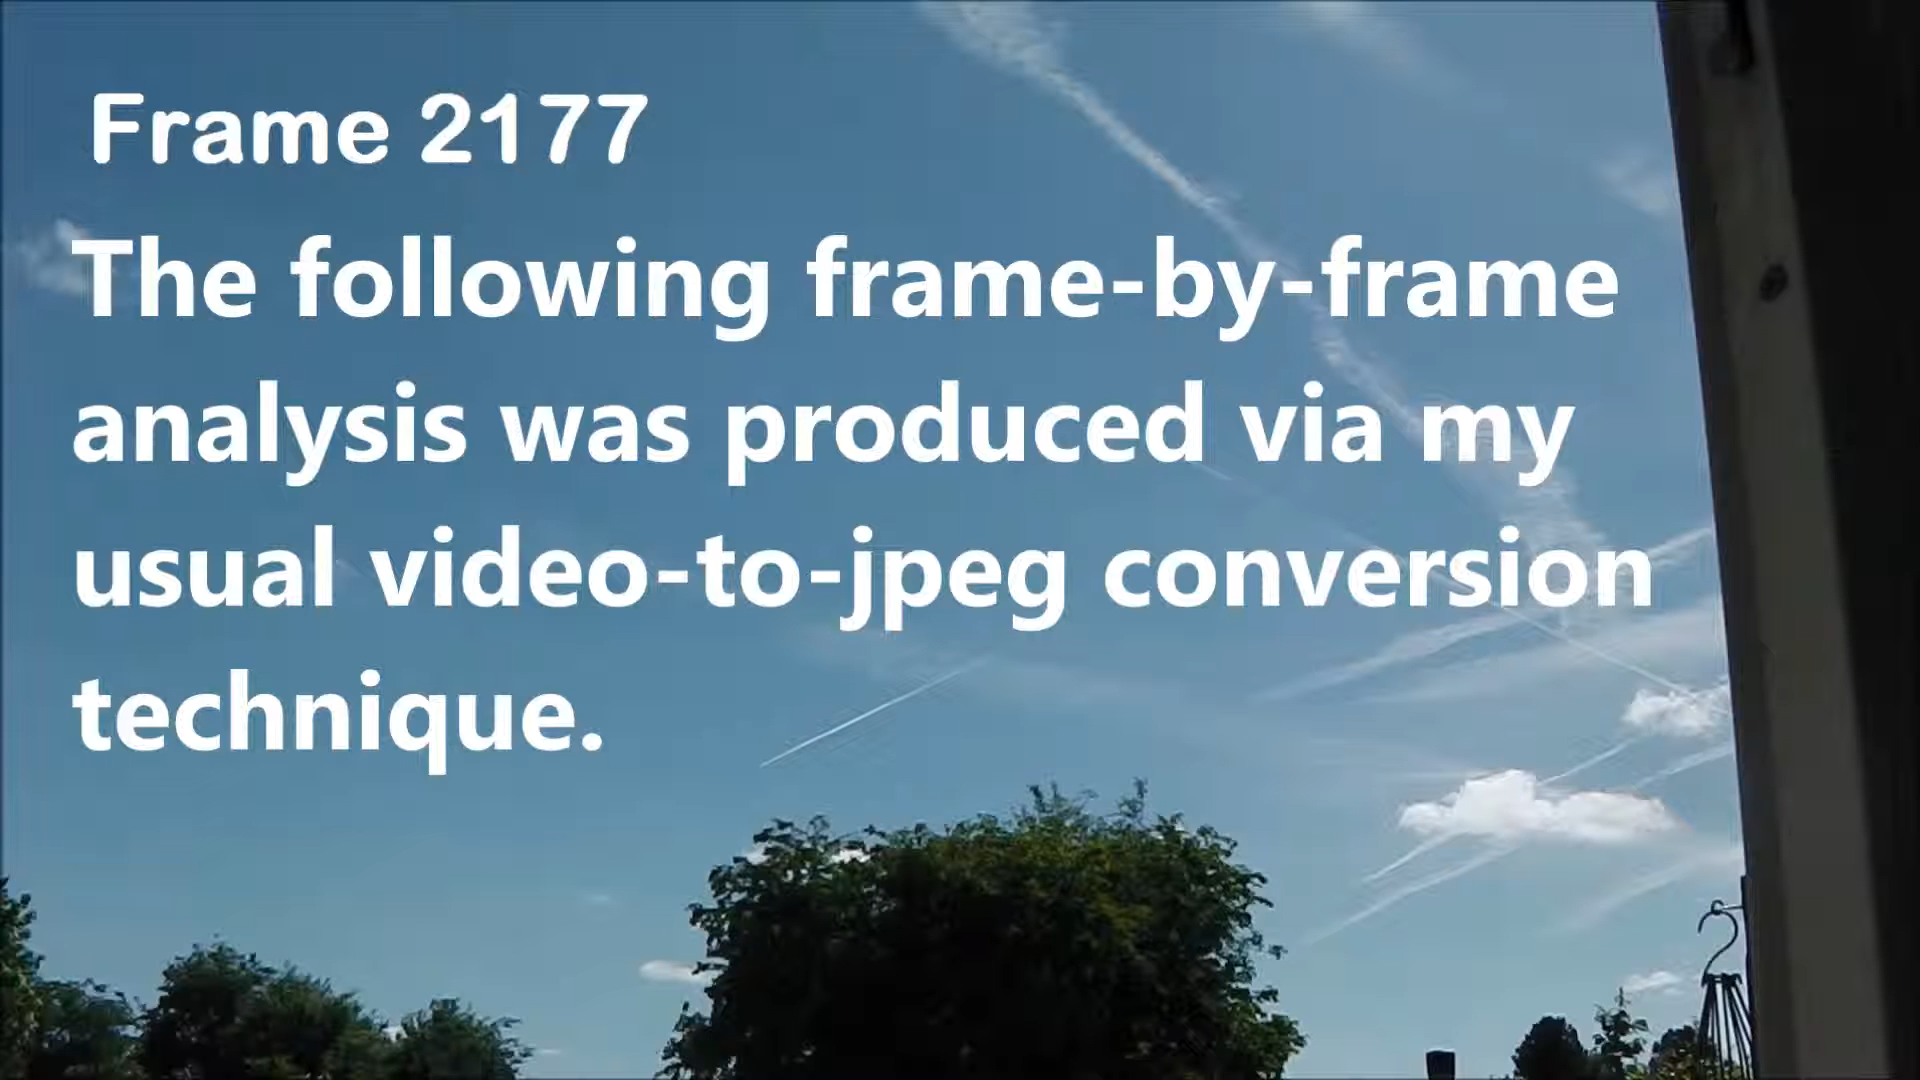 Frame 2177
The following frame-by-frame
analysis was produced via my
usual video-to-jpeg conversion
technique.